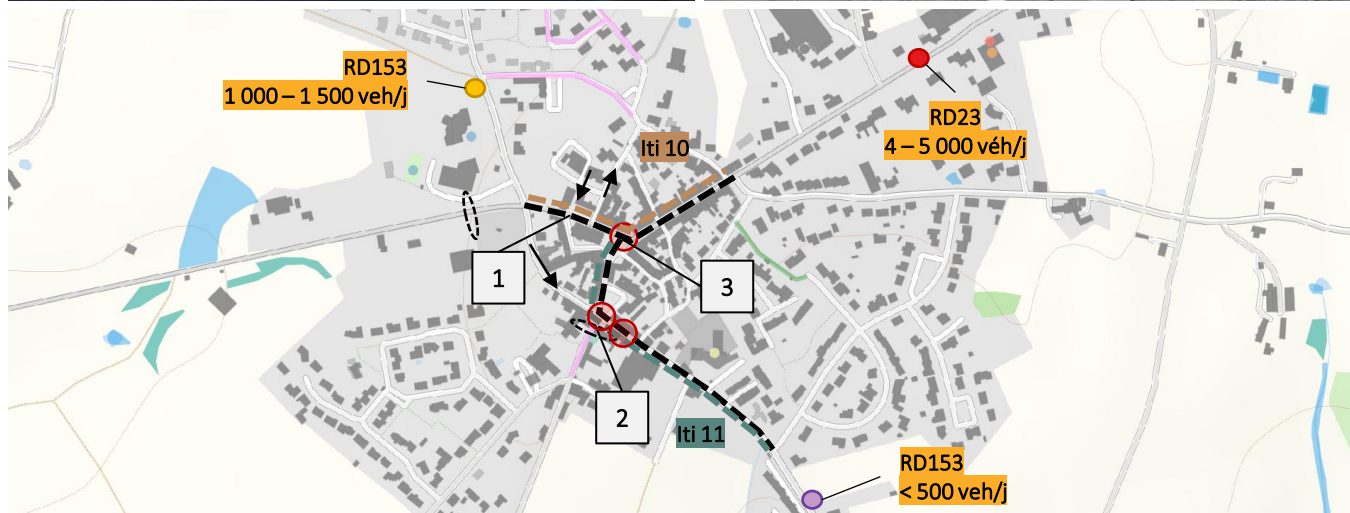 RD153
1 000 – 1 500 veh/j
RD23
4 – 5 000 véh/j
Iti 10
1
3
2
Iti 11
RD153
< 500 veh/j